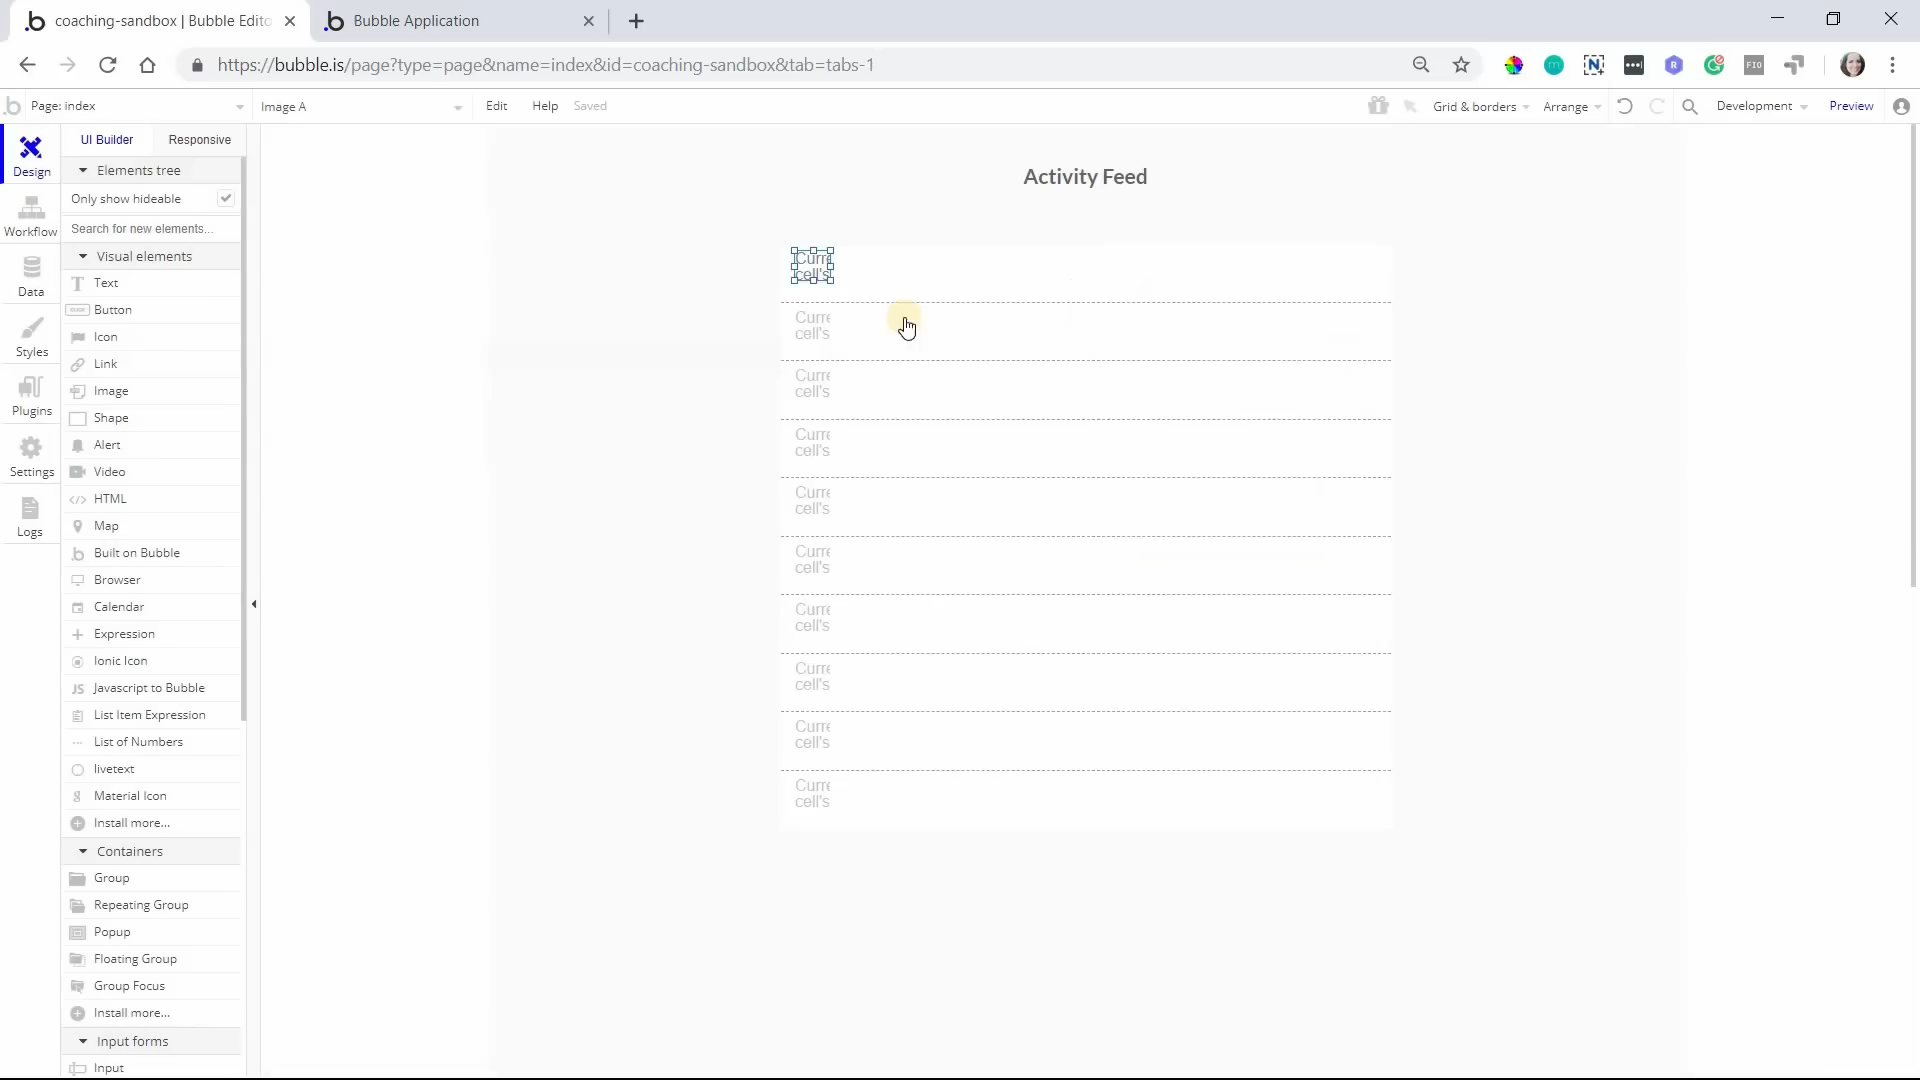 coaching-sandbox | Bubble Edito
Bubble Application
https://bubble.is/page?type=page&name=index&id=coaching-sandbox&tab=tabs-1
Page: index
Image A
Edit
Help
Saved
Grid & borders
Arrange
Development
Preview
Design
Workflow
Data
Styles
Plugins
Settings
Logs
UI Builder
Responsive
Elements tree
Only show hideable
Search for new elements...
Visual elements
Text
Button
Icon
Link
Image
Shape
Alert
Video
HTML
Map
Built on Bubble
Browser
Calendar
Expression
Ionic Icon
JS Javascript to Bubble
List Item Expression
List of Numbers
livetext
Material Icon
Install more...
Containers
Group
Repeating Group
Popup
Floating Group
Group Focus
Install more...
Input forms
Input
Activity Feed
Curre
cell's
Curre
cell's
Curre
cell's
Curre
cell's
Curre
cell's
Curre
cell's
Curre
cell's
Curre
cell's
Curre
cell's
Curre
cell's